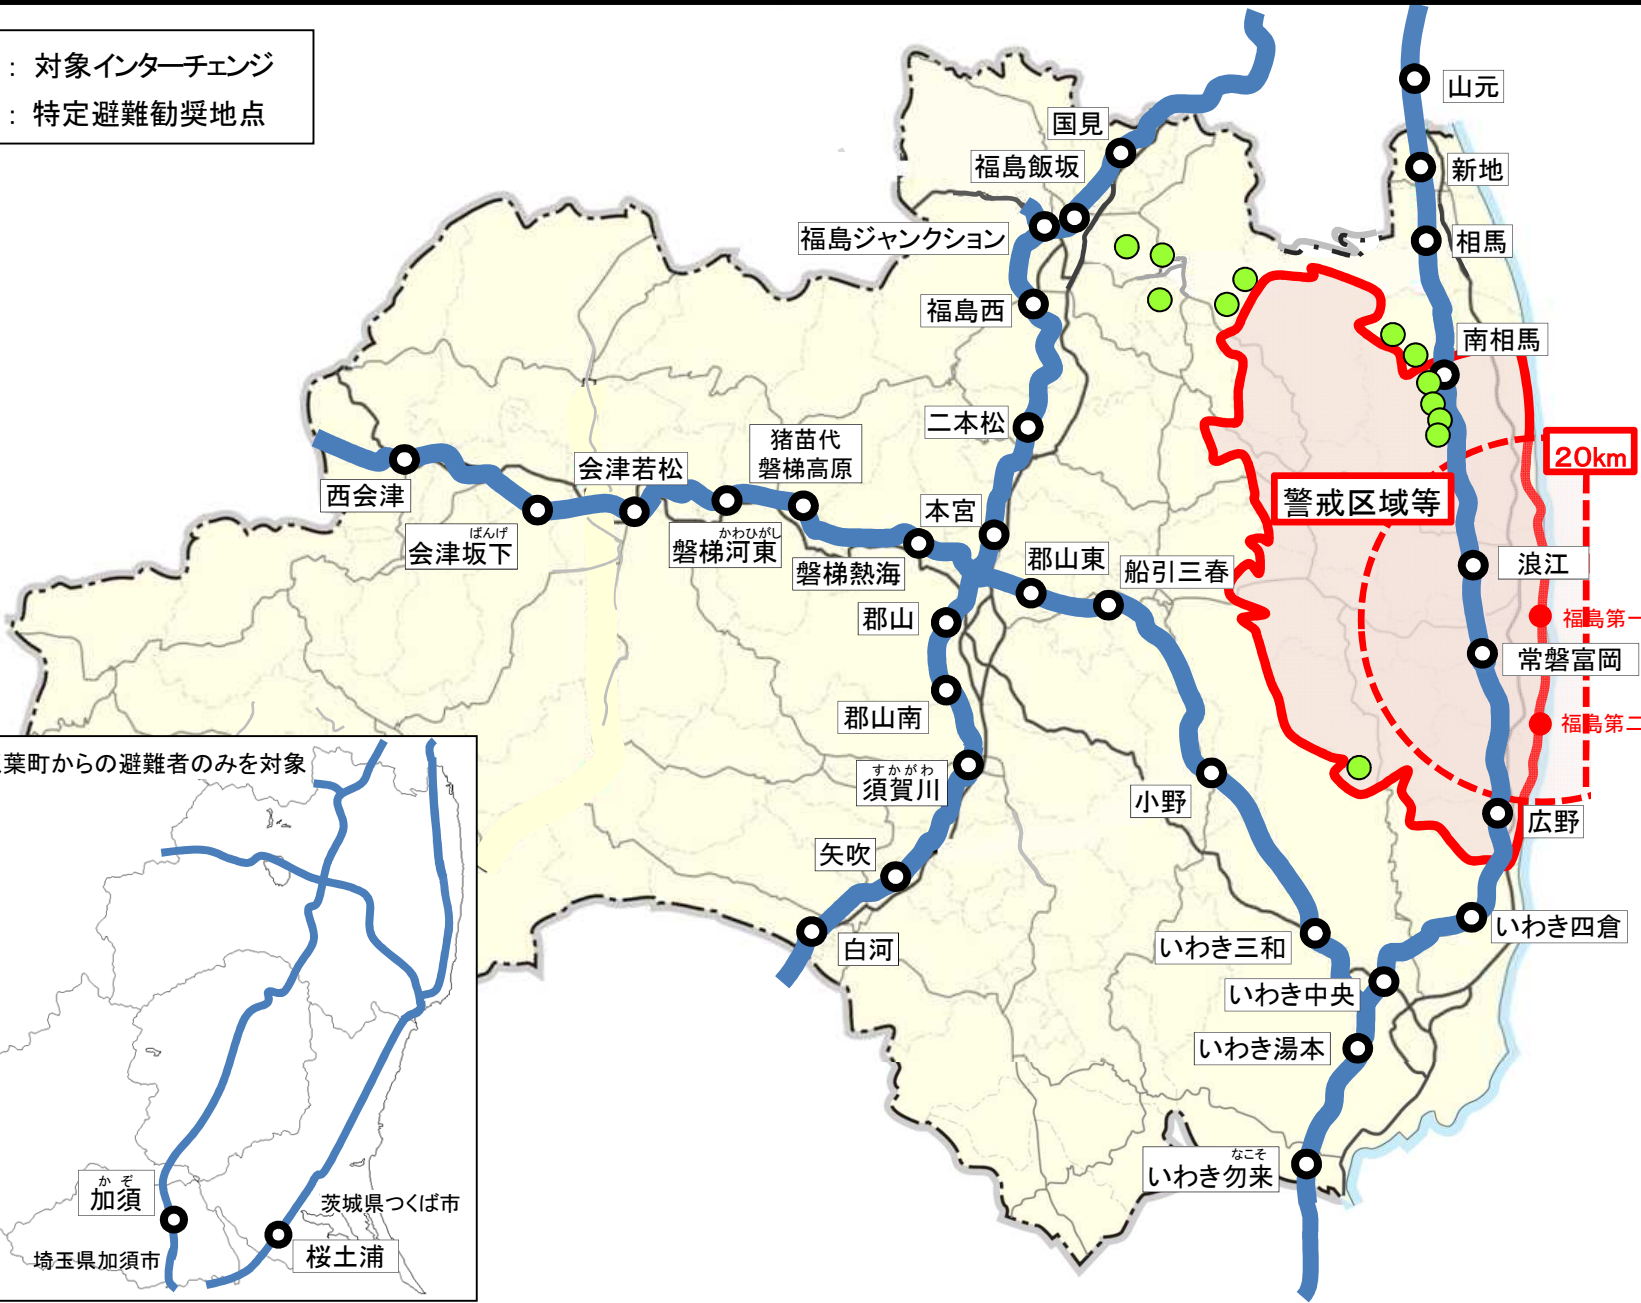 : 対象インターチェンジ
: 特定避難勧奨地点
山元
国見
福島飯坂
新地
福島ジャンクション
相馬
福島西
南相馬
二本松
猪苗代
磐梯高原
20km
会津若松
西会津
警戒区域等
本宮
ばんげ
会津坂下
かわひがし
磐梯河東
磐梯熱海
郡山東
船引三春
浪江
郡山
福島第一
常磐富岡
郡山南
福島第二
葉町からの避難者のみを対象
すかがわ
須賀川
小野
広野
矢吹
いわき四倉
白河
いわき三和
いわき中央
いわき湯本
なこそ
いわき勿来
かぞ
加須
茨城県つくば市
埼玉県加須市
桜土浦